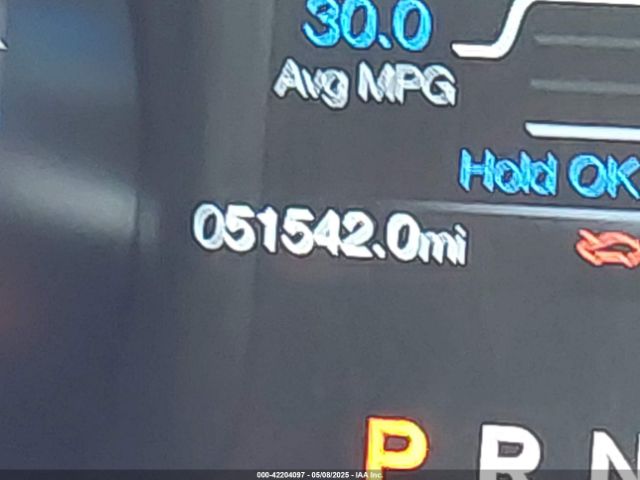 30.0
Avg MPG
Hold OK
051542.0mi
P R N
000-42204097 - 05/08/2025 - IAA Inc.